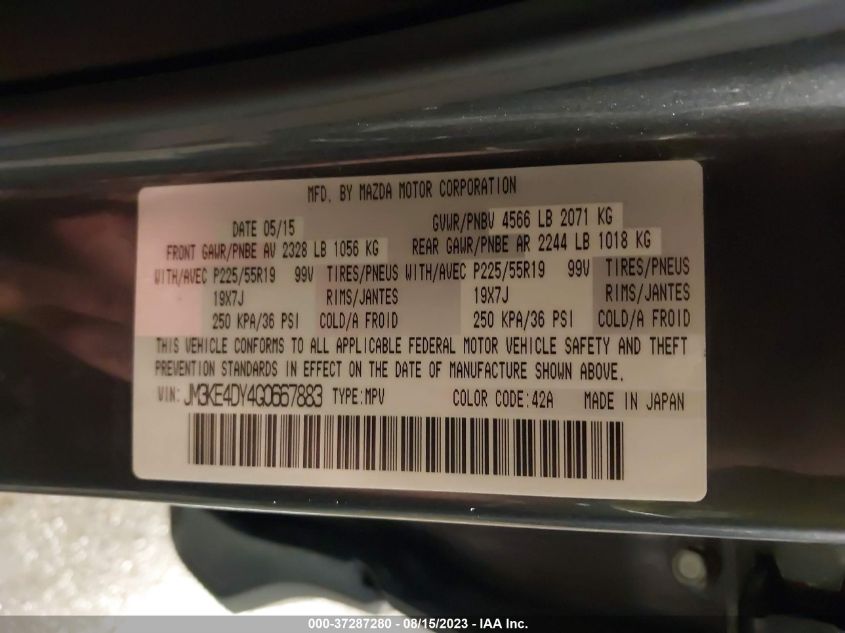 MFD. BY MAZDA MOTOR CORPORATION
DATE 05/15 GVWR/PNBV 4566 LB 2071 KG
FRONT GAWR/PNBE AV 2328 LB 1056 KG REAR GAWR/PNBE AR 2244 LB 1018 KG
WITH/AVEC P225/55R19 99V TIRES/PNEUS WITH/AVEC P225/55R19 99V TIRES/PNEUS
19X7J RIMS/JANTES 19X7J RIMS/JANTES
250 KPA/36 PSI COLD/A FROID 250 KPA/36 PSI COLD/A FROID
THIS VEHICLE CONFORMS TO ALL APPLICABLE FEDERAL MOTOR VEHICLE SAFETY AND THEFT
PREVENTION STANDARDS IN EFFECT ON THE DATE OF MANUFACTURE SHOWN ABOVE.
VIN: JM3KE4DY4G0667883 TYPE:MPV COLOR CODE:42A MADE IN JAPAN
000-37287280 - 08/15/2023 - IAA Inc.